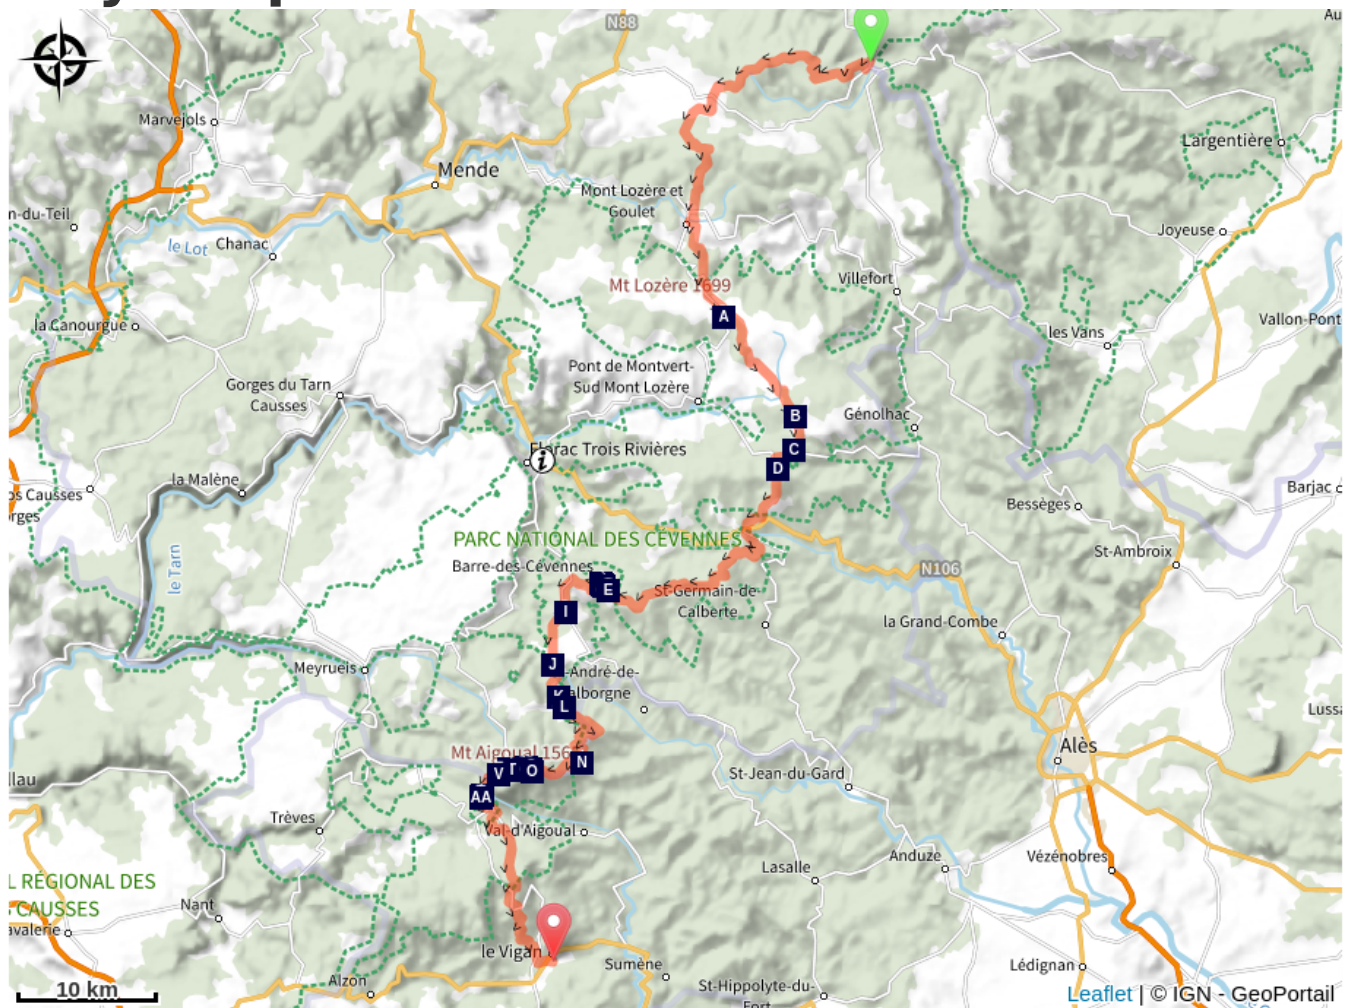 N88
Au
Marvejols
Largentière
Mende
Mont Lozère et
Goulet
n-du-Teil
le Lot
Chanac
Joyeuse
Villefort
Mt Lozère 1699
A
la Canourgue
Vallon-Pont
les Vans
Pont de Montvert-
Sud Mont Lozère
Gorges du Tarn
Causses
B
Génolhac
Florac Trois Rivières
i
C
D
la Malène
os Causses
orges
Barjac
Bessèges
PARC NATIONAL DES CÉVENNES
St-Ambroix
le Tarn
Barre-des-Cévennes
N106
E
St-Germain-de-
Calberte
I
la Grand-Combe
J
Meyrueis
-André-de-
alborgne
K
L
Lussa
Mt Aigoual 156
Alès
N
V
T
O
llau
St-Jean-du-Gard
AA
Trèves
Val-d'Aigoual
Anduze
Vézénobres
Lasalle
L RÉGIONAL DES
CAUSSES
Nant
avalerie
le Vigan
Sumène
Lédignan
Alzon
St-Hippolyte-du-
Fort
10 km
Leaflet | © IGN - GeoPortail